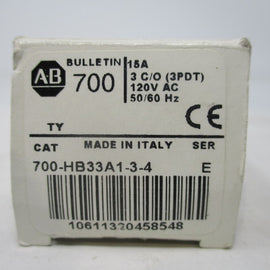 AB
BULLETIN
700
15A
3 C/O (3PDT)
120V AC
50/60 Hz
CE
TY
CAT MADE IN ITALY SER
700-HB33A1-3-4 E
10611320458548